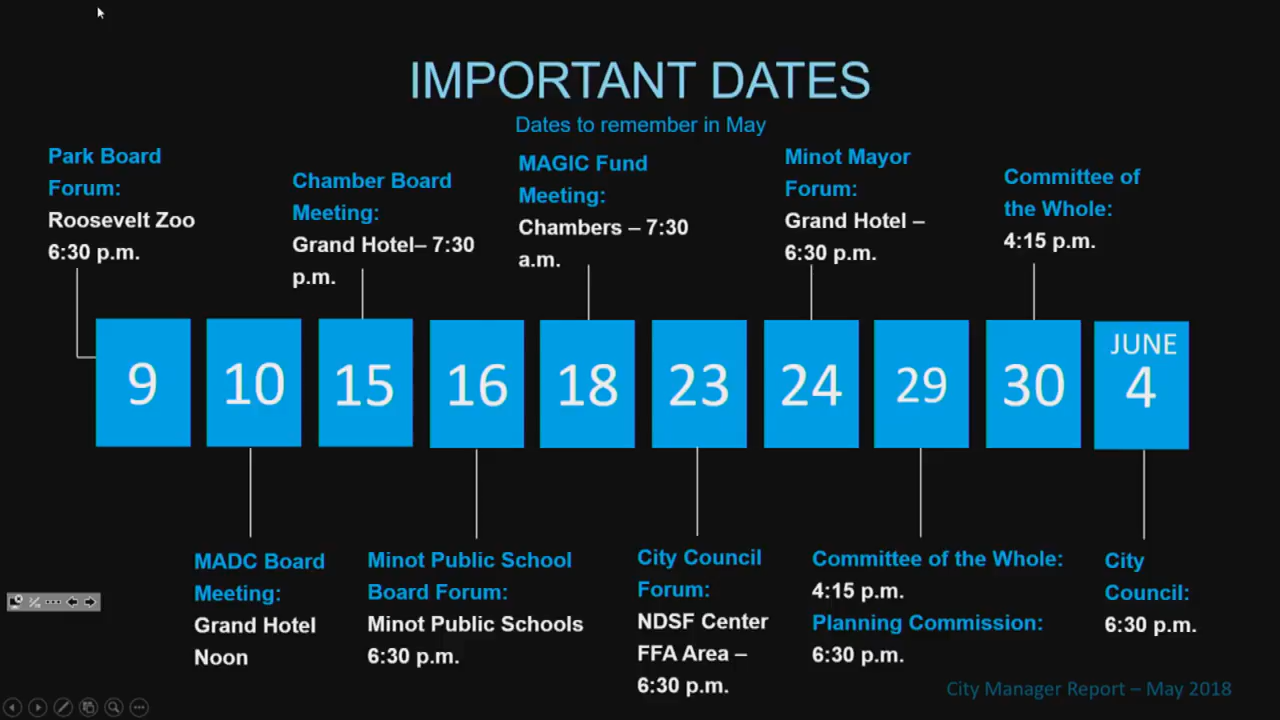 IMPORTANT DATES
Dates to remember in May
Park Board
Forum:
Roosevelt Zoo
6:30 p.m.
Chamber Board
Meeting:
Grand Hotel– 7:30
p.m.
MAGIC Fund
Meeting:
Chambers – 7:30
a.m.
Minot Mayor
Forum:
Grand Hotel –
6:30 p.m.
Committee of
the Whole:
4:15 p.m.
9
10
15
16
18
23
24
29
30
JUNE
4
MADC Board
Meeting:
Grand Hotel
Noon
Minot Public School
Board Forum:
Minot Public Schools
6:30 p.m.
City Council
Forum:
NDSF Center
FFA Area –
6:30 p.m.
Committee of the Whole:
4:15 p.m.
Planning Commission:
6:30 p.m.
City
Council:
6:30 p.m.
City Manager Report – May 2018